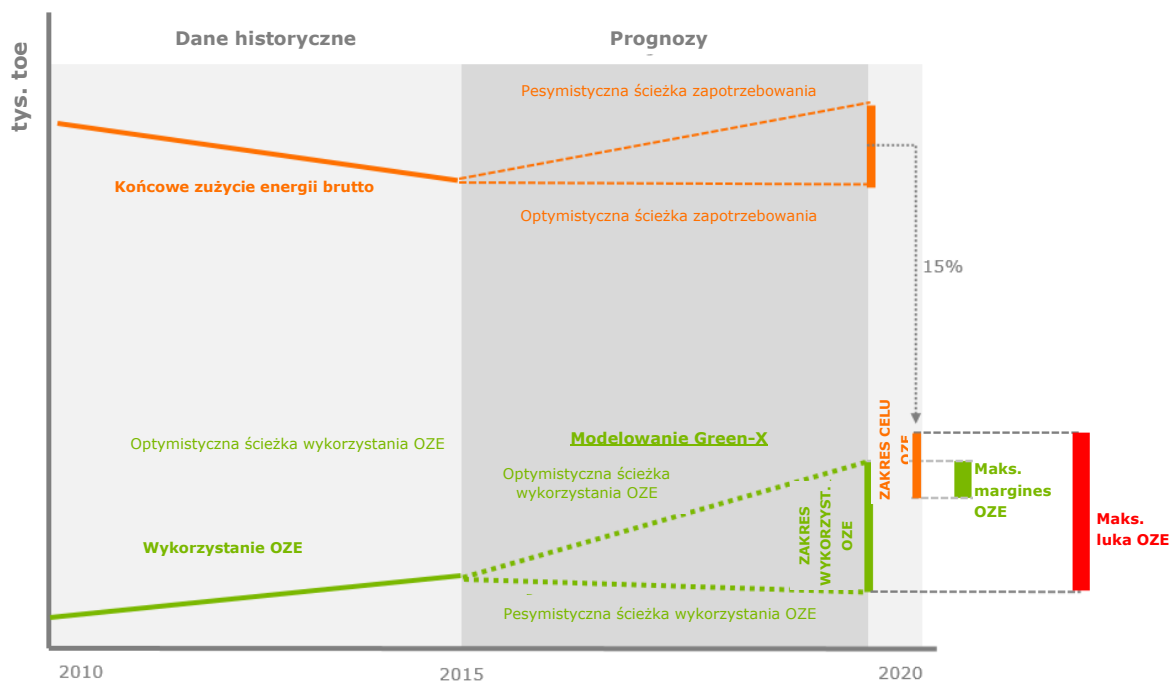 Dane historyczne
Prognozy
tys. toe
Pesymistyczna ścieżka zapotrzebowania
Końcowe zużycie energii brutto
Optymistyczna ścieżka zapotrzebowania
15%
Optymistyczna ścieżka wykorzystania OZE
Modelowanie Green-X
Optymistyczna ścieżka
wykorzystania OZE
ZAKRES CELU
OZE
Maks.
margines
OZE
ZAKRES
WYKORZYST.
OZE
Maks.
luka OZE
Wykorzystanie OZE
Pesymistyczna ścieżka wykorzystania OZE
2010
2015
2020